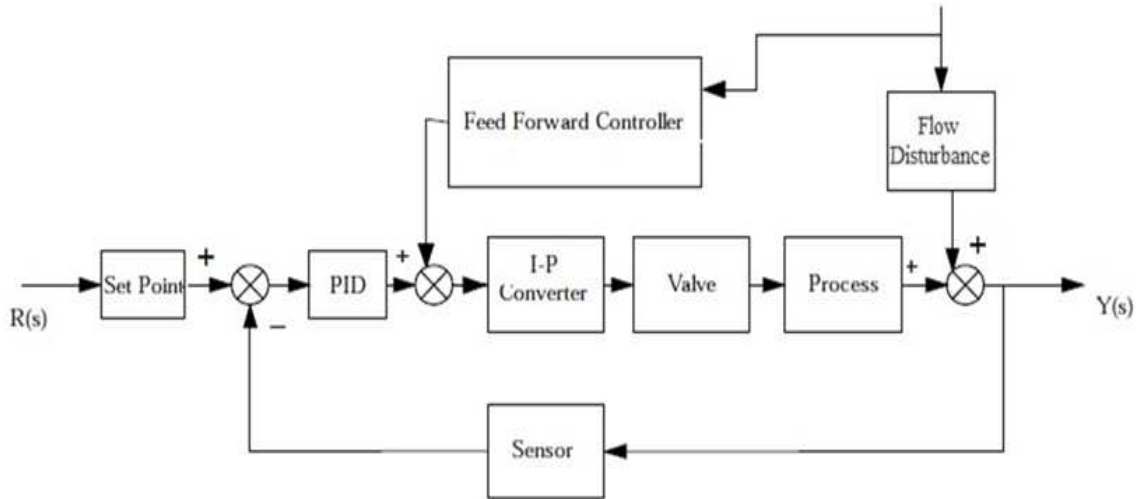 Feed Forward Controller
Flow
Disturbance
+
R(s)
Set Point
+
−
PID
+
I-P
Converter
Valve
Process
+
+
Y(s)
Sensor